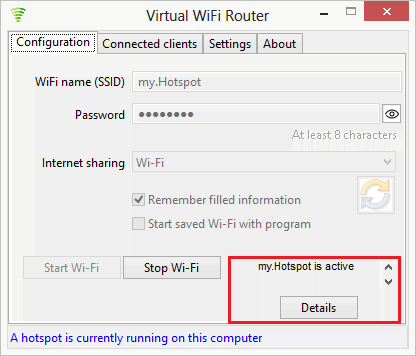 Virtual WiFi Router
Configuration Connected clients Settings About
WiFi name (SSID) my.Hotspot
Password ●●●●●●●●
At least 8 characters
Internet sharing Wi-Fi
Remember filled information
Start saved Wi-Fi with program
Start Wi-Fi Stop Wi-Fi my.Hotspot is active
Details
A hotspot is currently running on this computer